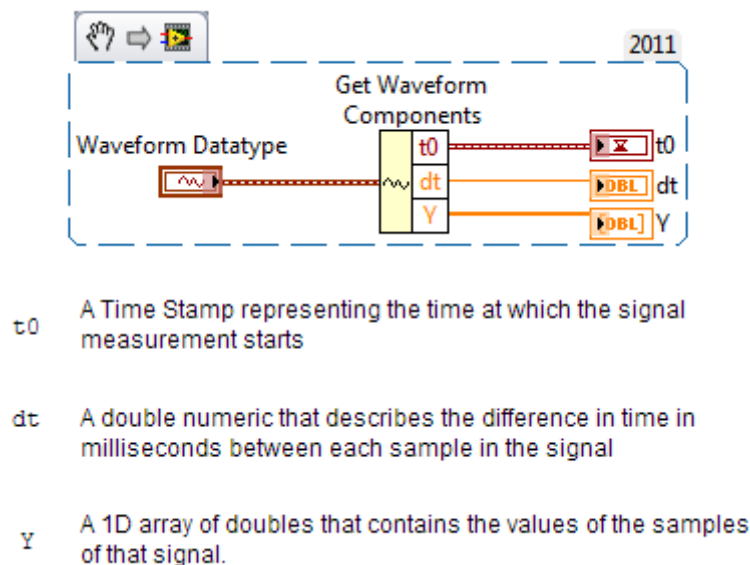 2011
Get Waveform
Components
Waveform Datatype
t0
t0
dt
DBL
dt
Y
DBL
Y
t0
A Time Stamp representing the time at which the signal
measurement starts
dt
A double numeric that describes the difference in time in
milliseconds between each sample in the signal
Y
A 1D array of doubles that contains the values of the samples
of that signal.